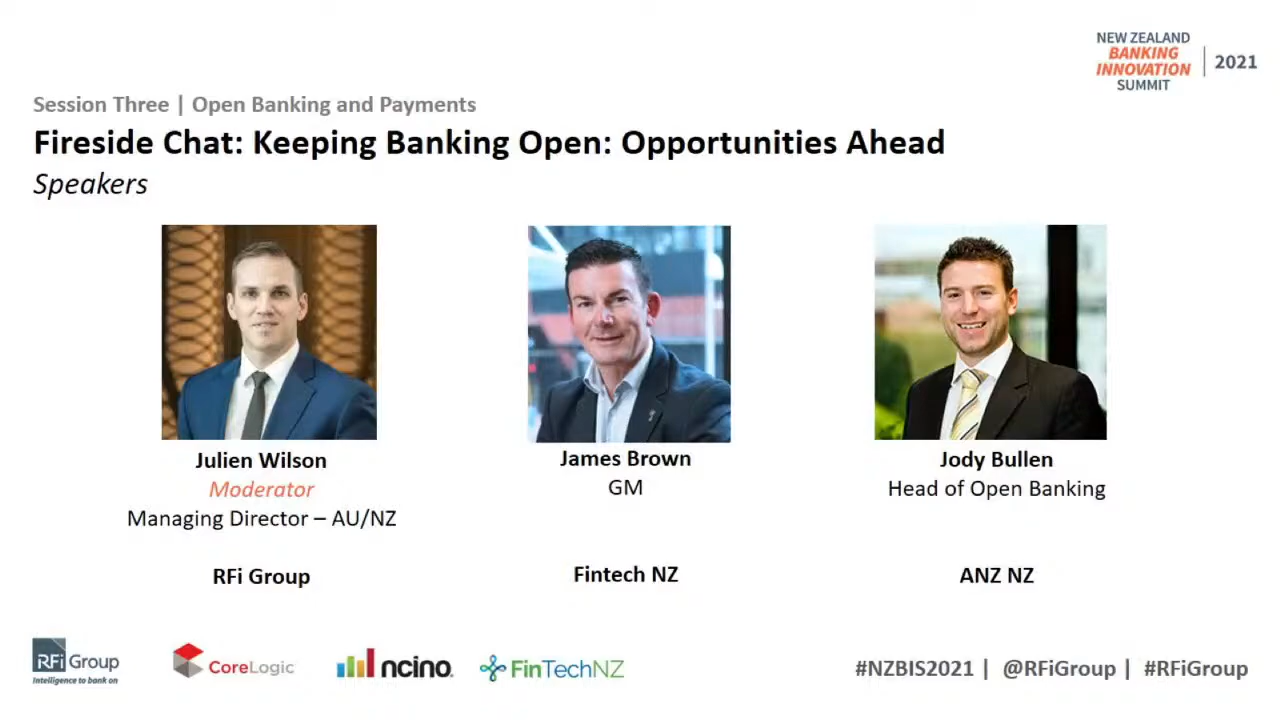 NEW ZEALAND
BANKING
INNOVATION
SUMMIT
2021
Session Three | Open Banking and Payments
Fireside Chat: Keeping Banking Open: Opportunities Ahead
Speakers
Julien Wilson
Moderator
Managing Director – AU/NZ
RFi Group
James Brown
GM
Fintech NZ
Jody Bullen
Head of Open Banking
ANZ NZ
RFi Group
Intelligence to bank on
CoreLogic
ncino.
FinTechNZ
#NZBIS2021 | @RFiGroup | #RFiGroup